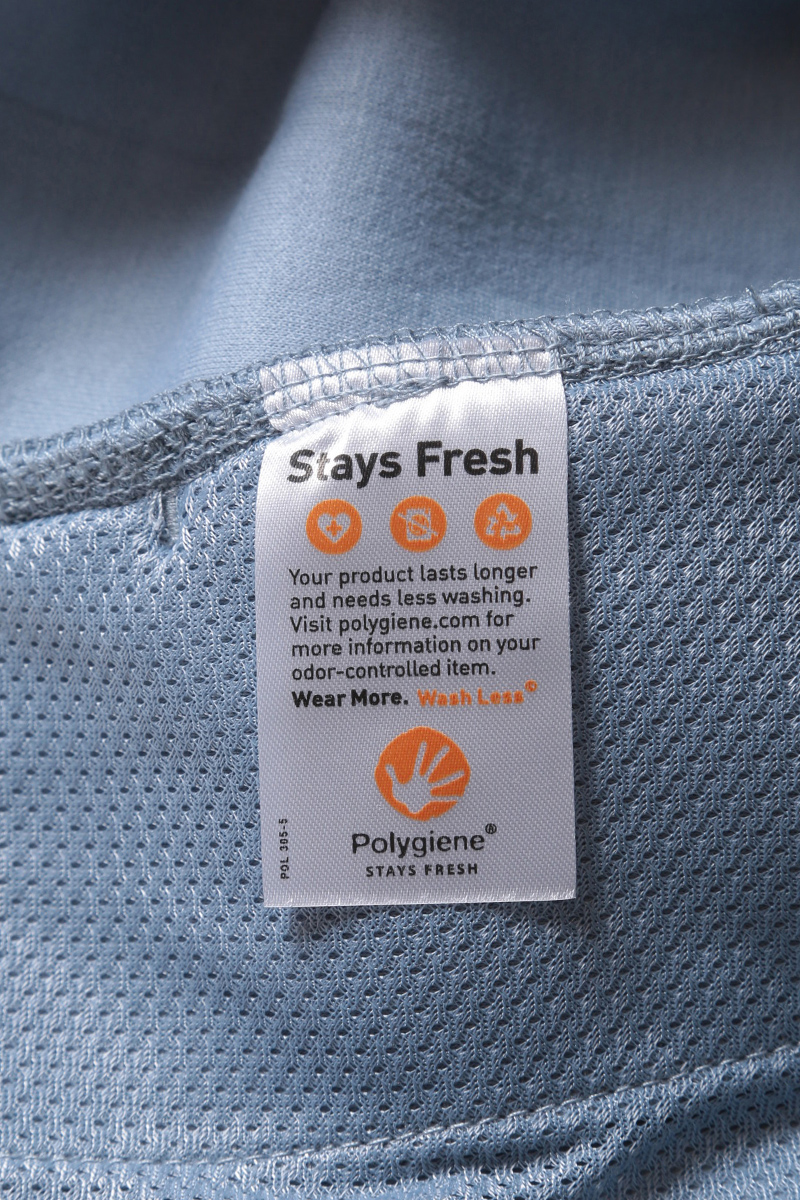 Stays Fresh
Your product lasts longer
and needs less washing.
Visit polygiene.com for
more information on your
odor-controlled item.
Wear More. Wash Less©
Polygiene®
STAYS FRESH
POL 385-5